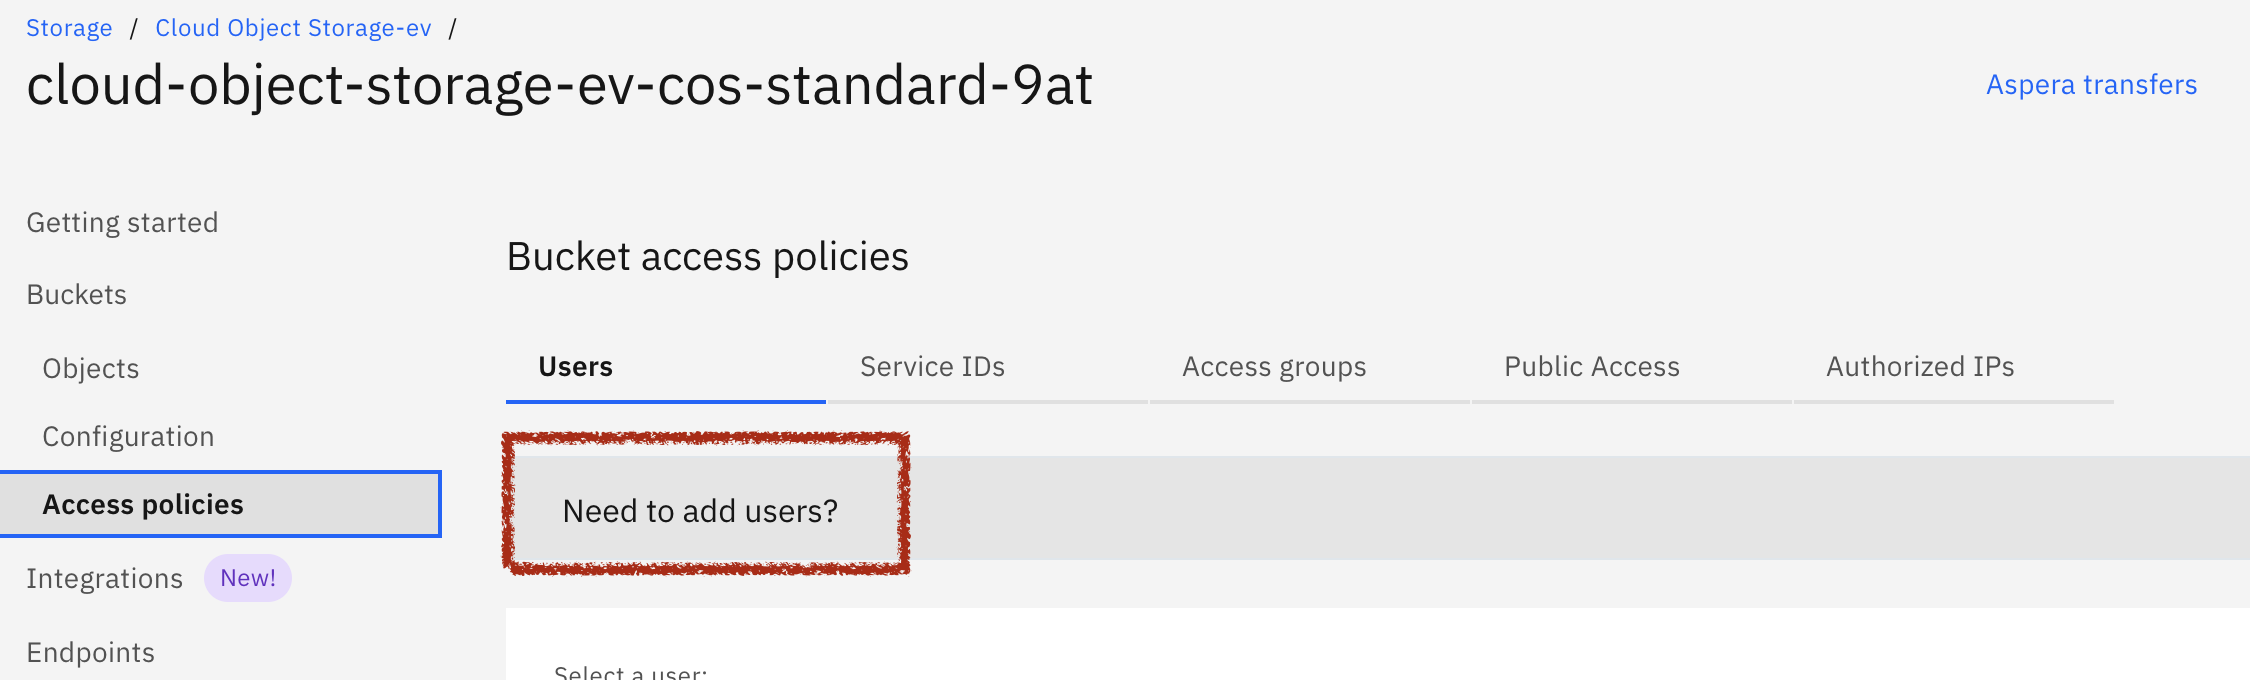 Storage / Cloud Object Storage-ev /
cloud-object-storage-ev-cos-standard-9at
Aspera transfers
Getting started
Buckets
Objects
Configuration
Access policies
Integrations New!
Endpoints
Bucket access policies
Users Service IDs Access groups Public Access Authorized IPs
Need to add users?
Select a user: